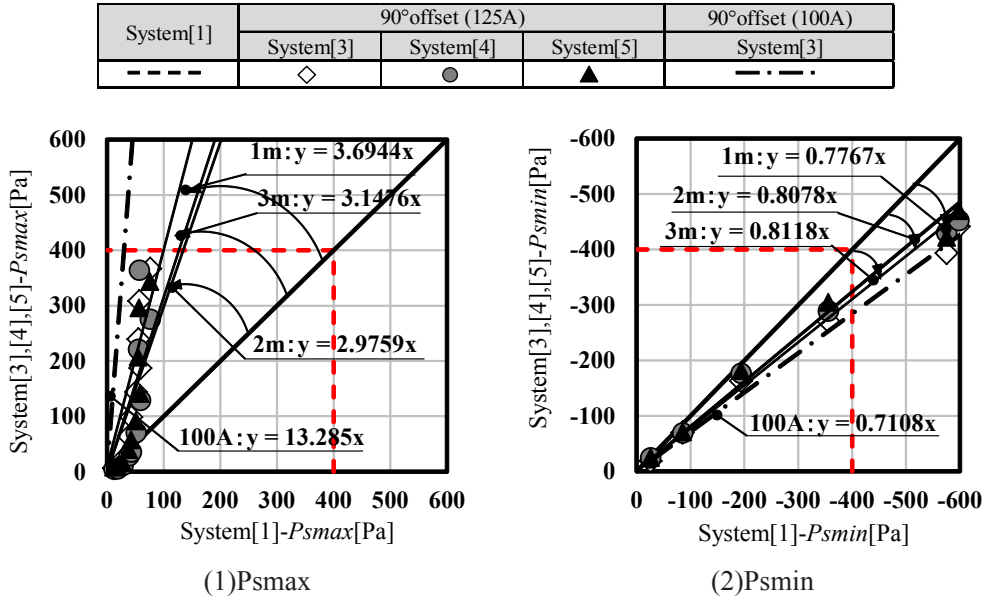 System[1] 90°offset (125A) 90°offset (100A)
System[3] System[4] System[5] System[3]
600 500 400 300 200 100 0
System[3],[4],[5]-Psmax[Pa]
1m:y = 3.6944x
3m:y = 3.1476x
2m:y = 2.9759x
100A:y = 13.285x
0 100 200 300 400 500 600
System[1]-Psmax[Pa]
(1)Psmax
-600 -500 -400 -300 -200 -100 0
System[3],[4],[5]-Psmin[Pa]
1m:y = 0.7767x
2m:y = 0.8078x
3m:y = 0.8118x
100A:y = 0.7108x
0 -100 -200 -300 -400 -500 -600
System[1]-Psmin[Pa]
(2)Psmin